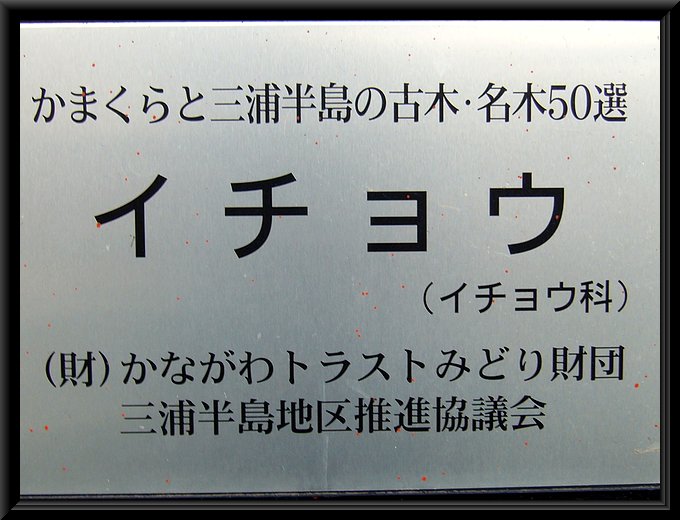 かまくらと三浦半島の古木・名木50選
イチョウ
（イチョウ科）
（財）かながわトラストみどり財団
三浦半島地区推進協議会